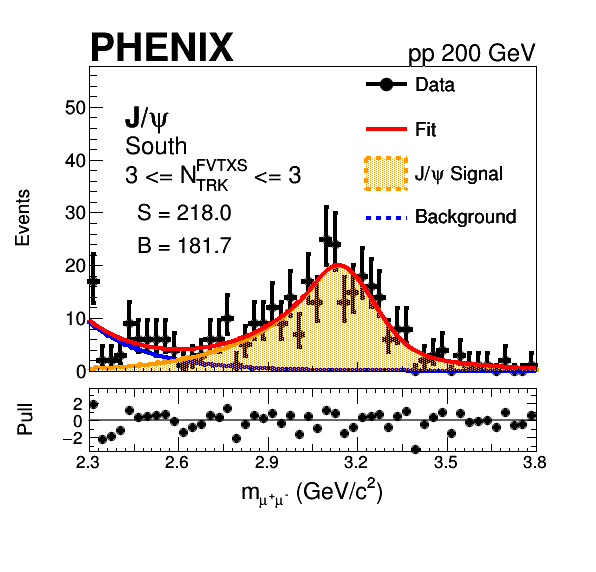 PHENIX pp 200 GeV
Data
J/ψ
Fit
South
3 <= N^FVTXS_TRK <= 3
J/ψ Signal
S = 218.0
Background
B = 181.7
Events
50
40
30
20
10
0
Pull
2
0
−2
2.3 2.6 2.9 3.2 3.5 3.8
m_μ⁺μ⁻ (GeV/c²)